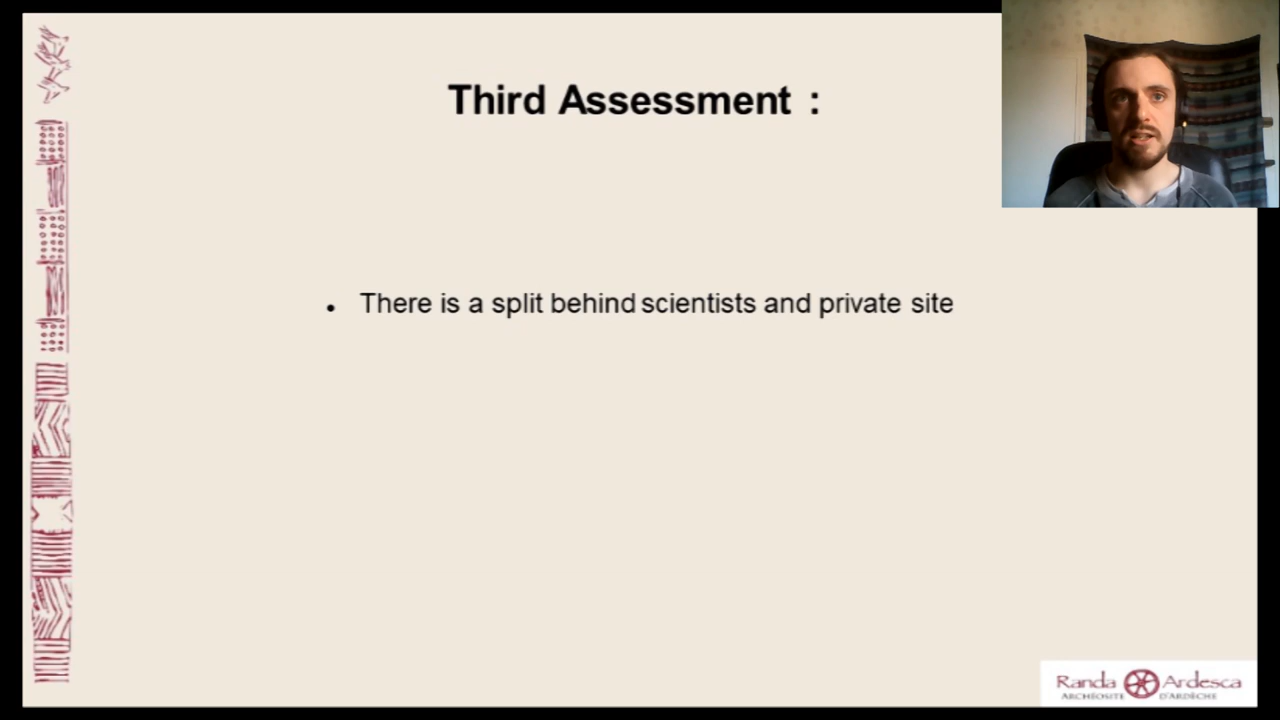 Third Assessment :
• There is a split behind scientists and private site
Randa Ardesca
ARCHÉOSITE D'ARDÈCHE